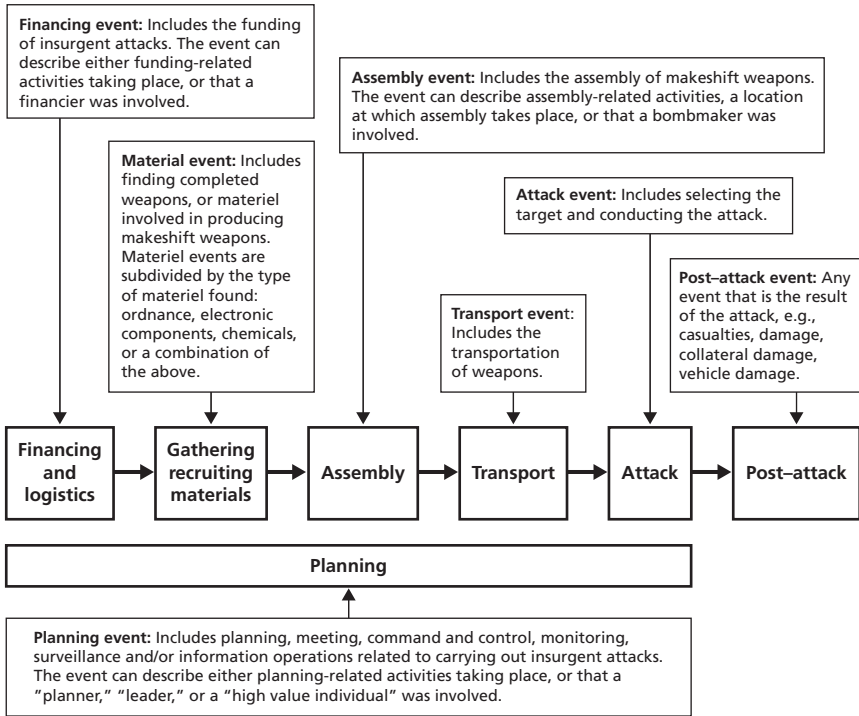 Financing event: Includes the funding
of insurgent attacks. The event can
describe either funding-related
activities taking place, or that a
financier was involved.
Assembly event: Includes the assembly of makeshift weapons.
The event can describe assembly-related activities, a location
at which assembly takes place, or that a bombmaker was
involved.
Material event: Includes
finding completed
weapons, or materiel
involved in producing
makeshift weapons.
Materiel events are
subdivided by the type
of materiel found:
ordnance, electronic
components, chemicals,
or a combination of
the above.
Attack event: Includes selecting the
target and conducting the attack.
Transport event:
Includes the
transportation
of weapons.
Post–attack event: Any
event that is the result
of the attack, e.g.,
casualties, damage,
collateral damage,
vehicle damage.
Financing
and
logistics
Gathering
recruiting
materials
Assembly
Transport
Attack
Post–attack
Planning
Planning event: Includes planning, meeting, command and control, monitoring,
surveillance and/or information operations related to carrying out insurgent attacks.
The event can describe either planning-related activities taking place, or that a
”planner,” “leader,” or a “high value individual” was involved.